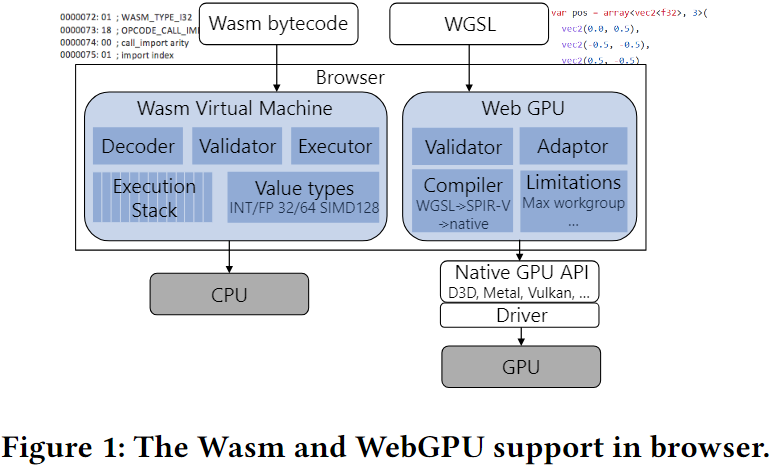 0000072: 01 ; WASM_TYPE_I32
0000073: 18 ; OPCODE_CALL_IM
0000074: 00 ; call_import arity
0000075: 01 ; import index
Wasm bytecode
WGSL
var pos = array<vec2<f32>, 3>(
vec2(0.0, 0.5),
vec2(-0.5, -0.5),
vec2(0.5, -0.5)
Browser
Wasm Virtual Machine
Decoder
Validator
Executor
Execution
Stack
Value types
INT/FP 32/64 SIMD128
Web GPU
Validator
Adaptor
Compiler
WGSL->SPIR-V
->native
Limitations
Max workgroup
...
CPU
Native GPU API
D3D, Metal, Vulkan, ...
Driver
GPU
Figure 1: The Wasm and WebGPU support in browser.